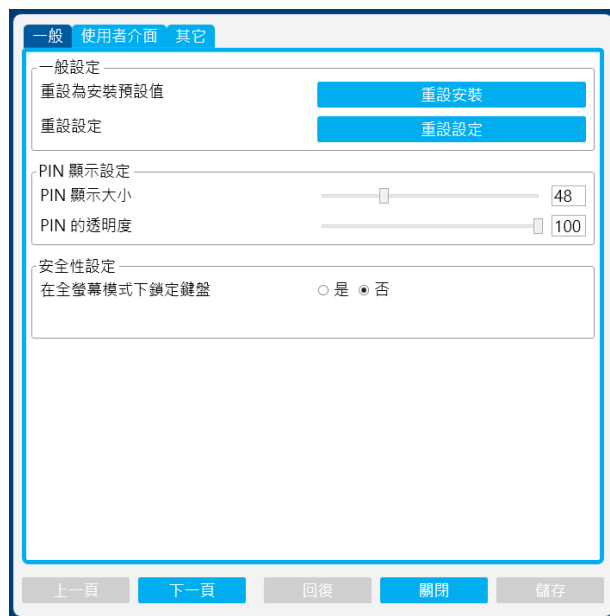 一般 使用者介面 其它
一般設定
重設為安裝預設值 重設安裝
重設設定 重設設定
PIN 顯示設定
PIN 顯示大小 48
PIN 的透明度 100
安全性設定
在全螢幕模式下鎖定鍵盤 是 否
上一頁 下一頁 回復 關閉 儲存